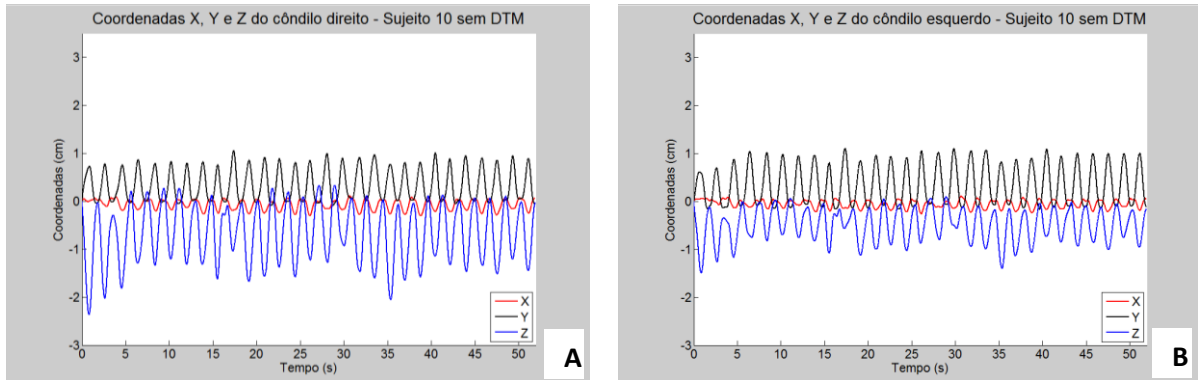 Coordenadas X, Y e Z do côndilo direito - Sujeito 10 sem DTM
3
2
1
0
-1
-2
-3
Coordenadas (cm)
0 5 10 15 20 25 30 35 40 45 50
Tempo (s)
X
Y
Z
A
Coordenadas X, Y e Z do côndilo esquerdo - Sujeito 10 sem DTM
3
2
1
0
-1
-2
-3
Coordenadas (cm)
0 5 10 15 20 25 30 35 40 45 50
Tempo (s)
X
Y
Z
B